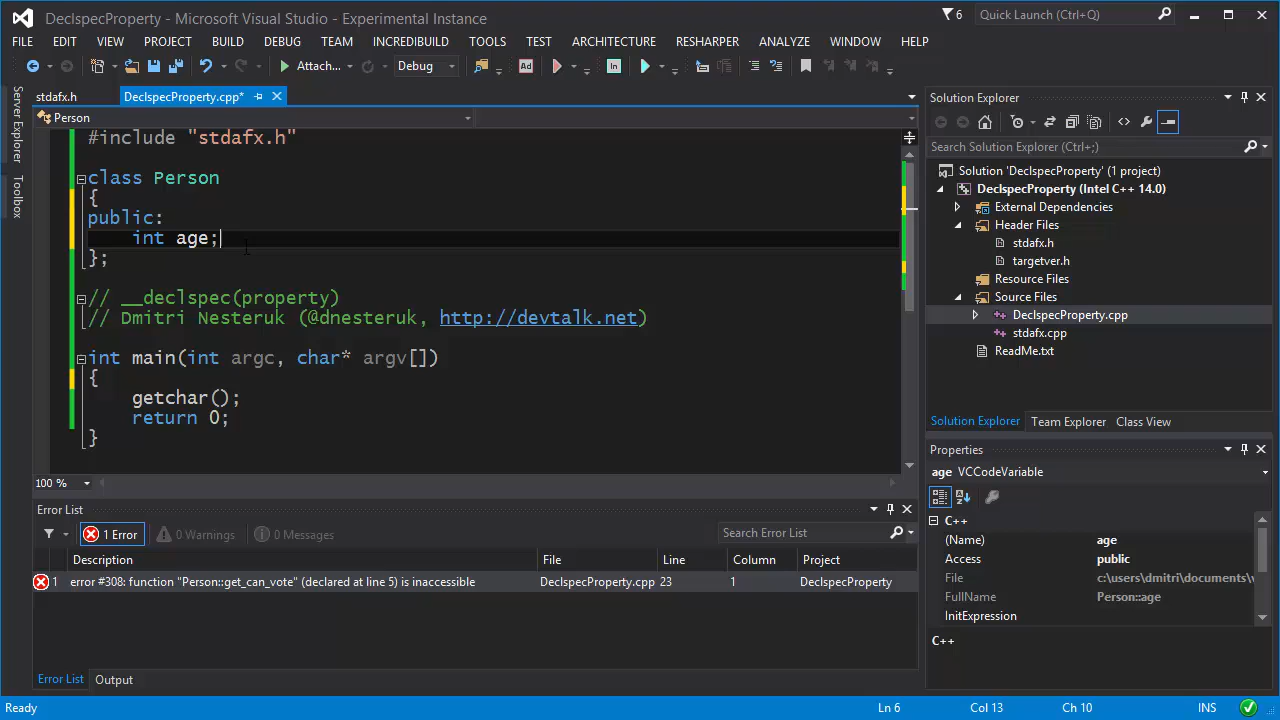 DeclspecProperty - Microsoft Visual Studio - Experimental Instance
6
Quick Launch (Ctrl+Q)
FILE EDIT VIEW PROJECT BUILD DEBUG TEAM INCREDIBUILD TOOLS TEST ARCHITECTURE RESHARPER ANALYZE WINDOW HELP
Attach... Debug Ad In
Server Explorer
Toolbox
stdafx.h DeclspecProperty.cpp*
Person
#include "stdafx.h"
class Person
{
public:
int age;
};
// __declspec(property)
// Dmitri Nesteruk (@dnesteruk, http://devtalk.net)
int main(int argc, char* argv[])
{
getchar();
return 0;
}
100 %
Error List
1 Error 0 Warnings 0 Messages Search Error List
Description File Line Column Project
1 error #308: function "Person::get_can_vote" (declared at line 5) is inaccessible DeclspecProperty.cpp 23 1 DeclspecProperty
Error List Output
Solution Explorer
Search Solution Explorer (Ctrl+;)
Solution 'DeclspecProperty' (1 project)
DeclspecProperty (Intel C++ 14.0)
External Dependencies
Header Files
stdafx.h
targetver.h
Resource Files
Source Files
DeclspecProperty.cpp
stdafx.cpp
ReadMe.txt
Solution Explorer Team Explorer Class View
Properties
age VCCodeVariable
C++
(Name) age
Access public
File c:\users\dmitri\documents\v
FullName Person::age
InitExpression
C++
Ready Ln 6 Col 13 Ch 10 INS